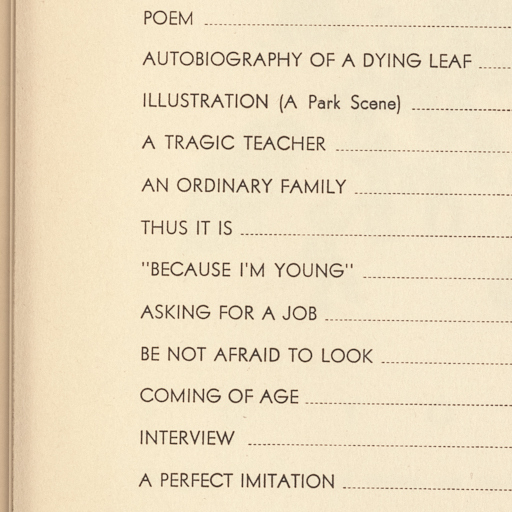 POEM
AUTOBIOGRAPHY OF A DYING LEAF
ILLUSTRATION (A Park Scene)
A TRAGIC TEACHER
AN ORDINARY FAMILY
THUS IT IS
"BECAUSE I'M YOUNG"
ASKING FOR A JOB
BE NOT AFRAID TO LOOK
COMING OF AGE
INTERVIEW
A PERFECT IMITATION